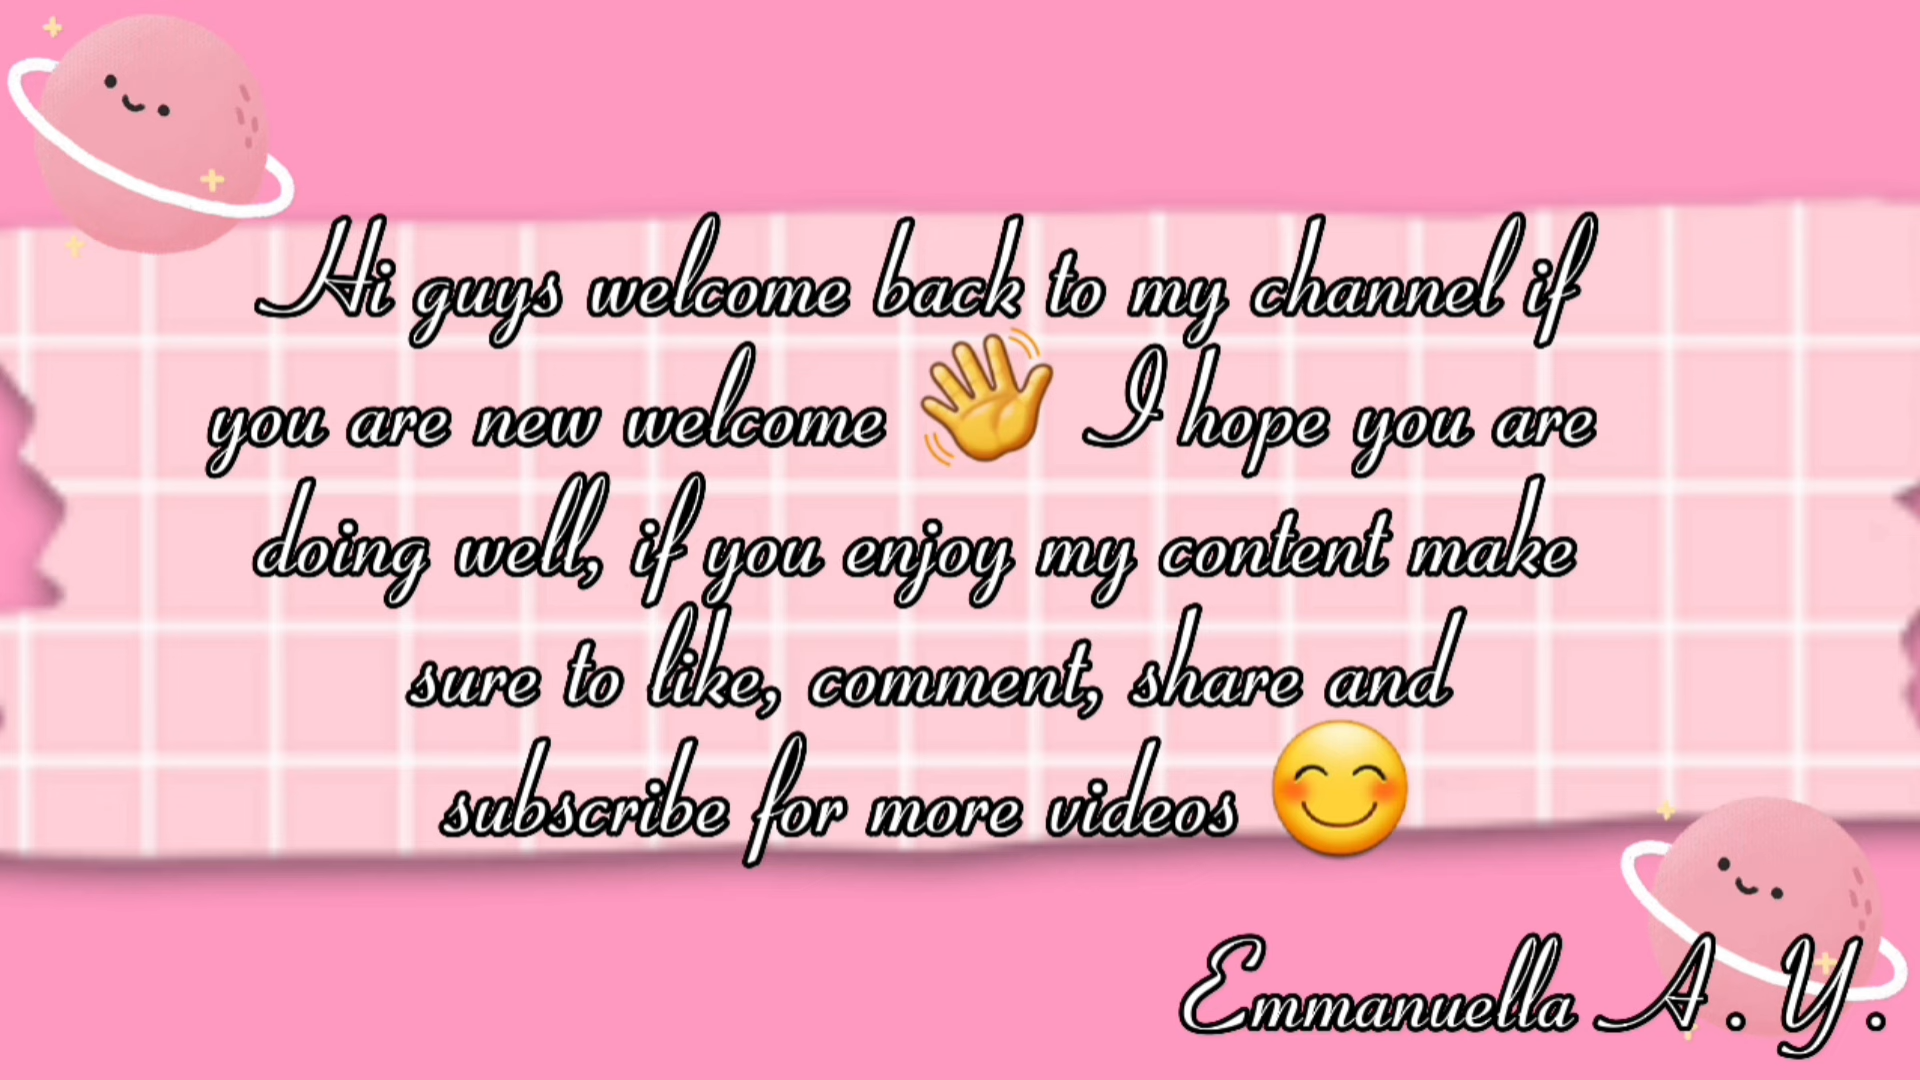 Hi guys welcome back to my channel if
you are new welcome 👋 I hope you are
doing well, if you enjoy my content make
sure to like, comment, share and
subscribe for more videos 😊
Emmanuella A. Y.